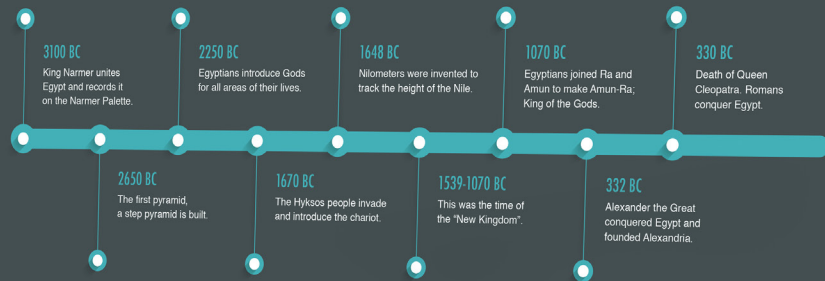 3100 BC
King Narmer unites
Egypt and records it
on the Narmer Palette.
2650 BC
The first pyramid,
a step pyramid is built.
2250 BC
Egyptians introduce Gods
for all areas of their lives.
1670 BC
The Hyksos people invade
and introduce the chariot.
1648 BC
Nilometers were invented to
track the height of the Nile.
1539-1070 BC
This was the time of
the “New Kingdom”.
1070 BC
Egyptians joined Ra and
Amun to make Amun-Ra;
King of the Gods.
332 BC
Alexander the Great
conquered Egypt and
founded Alexandria.
330 BC
Death of Queen
Cleopatra. Romans
conquer Egypt.